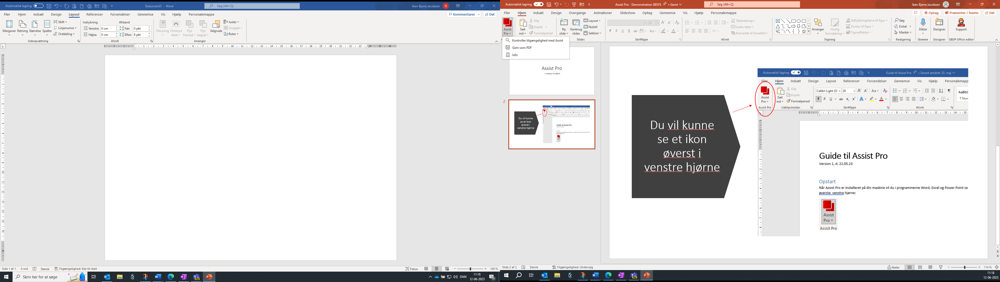 Automatisk lagring
Dokument5 - Word
Søg (Alt+Q)
Iben Bjerre Jacobsen
IB
Filer Hjem Indsæt Design Layout Referencer Forsendelser Gennemse Vis Hjælp Personalemappe
Kommentarer
Del
Margener Retning Størrelse Spalter
Skift
Linjenumre
Orddeling
Sideopsætning
Indrykning
Venstre: 0 cm
Højre: 0 cm
Afstand
Før: 0 pkt
Efter: 8 pkt
Afsnit
Placering
Ombryd tekst
Flyt fremad
Flyt bagud
Valgrude
Juster
Gruppér
Roter
Arranger
Side 1 af 1 0 ord Dansk Tilgængelighed: Klar til start
Fokus
100 %
Skriv her for at søge
DAN
11:18
12-06-2023
15
Automatisk lagring
Assist Pro - Demonstration SBSYS • Gemt
Søg (Alt+Q)
Iben Bjerre Jacobsen
Filer Hjem Indsæt Design Overgange Animationer Slideshow Optag Gennemse Vis Hjælp Personalemappe
Optag
Præsenter i Teams
Del
Assist Pro
Sæt ind
Klip
Kopiér
Formatpensel
Ny slide
Genbrug slides
Layout
Nulstil
Sektion
Slides
33
Skrifttype
Tekstretning
Juster tekst
Konvertér til SmartArt
Afsnit
Arranger
Hurtig formatering
Udfyldningsfarve til figur
Kontur til figur
Figureffekter
Tegning
Søg
Erstat
Markér
Redigering
Dikter
Stemme
Designer
Designer
Support
SBSIP Office editor
Kontroller tilgængelighed med Assist
Gem som PDF
Info
Assist Pro
I relation til SBSYS
2
Du vil kunne
se et ikon
øverst i
venstre hjørne
Guide til Assist Pro
Du vil kunne
se et ikon
øverst i
venstre hjørne
Automatisk lagring
Guide til Assist Pro • Senest ændret: 23. maj
Filer Hjem Indsæt Design Layout Referencer Forsendelser Gennemse Vis Hjælp Personalemapp
Assist Pro
Assist Pro
Sæt ind
Klip
Kopiér
Formatpensel
Udklipsholder
Calibri Light (O 28
Skrifttype
Afsnit
AaBbC
¶ Norr
Guide til Assist Pro
Version 1, d. 22.05.23
Opstart
Når Assist Pro er installeret på din maskine vil du i programmerne Word, Excel og Power Point se
øverste venstre hjørne:
Assist
Pro
Assist Pro
Slide 2 af 2 Dansk Tilgængelighed: Undersøg
Noter
114 %
11:18
12-06-2023